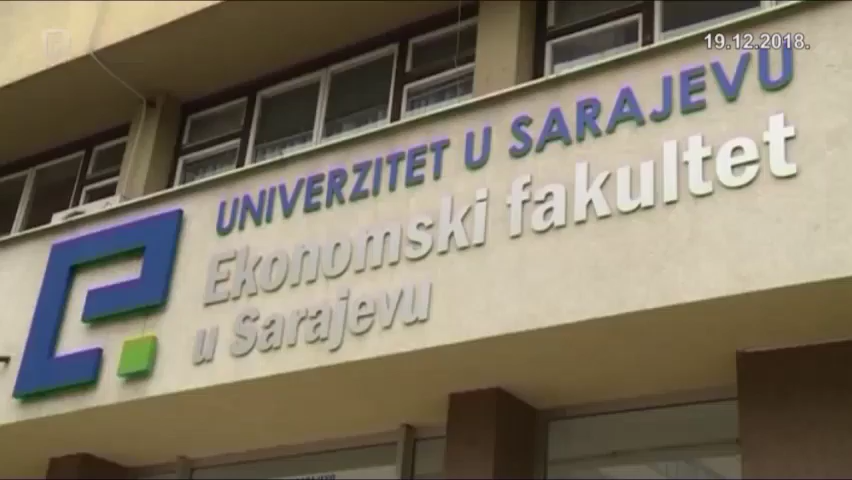 19.12.2018.
UNIVERZITET U SARAJEVU
Ekonomski fakultet
u Sarajevu